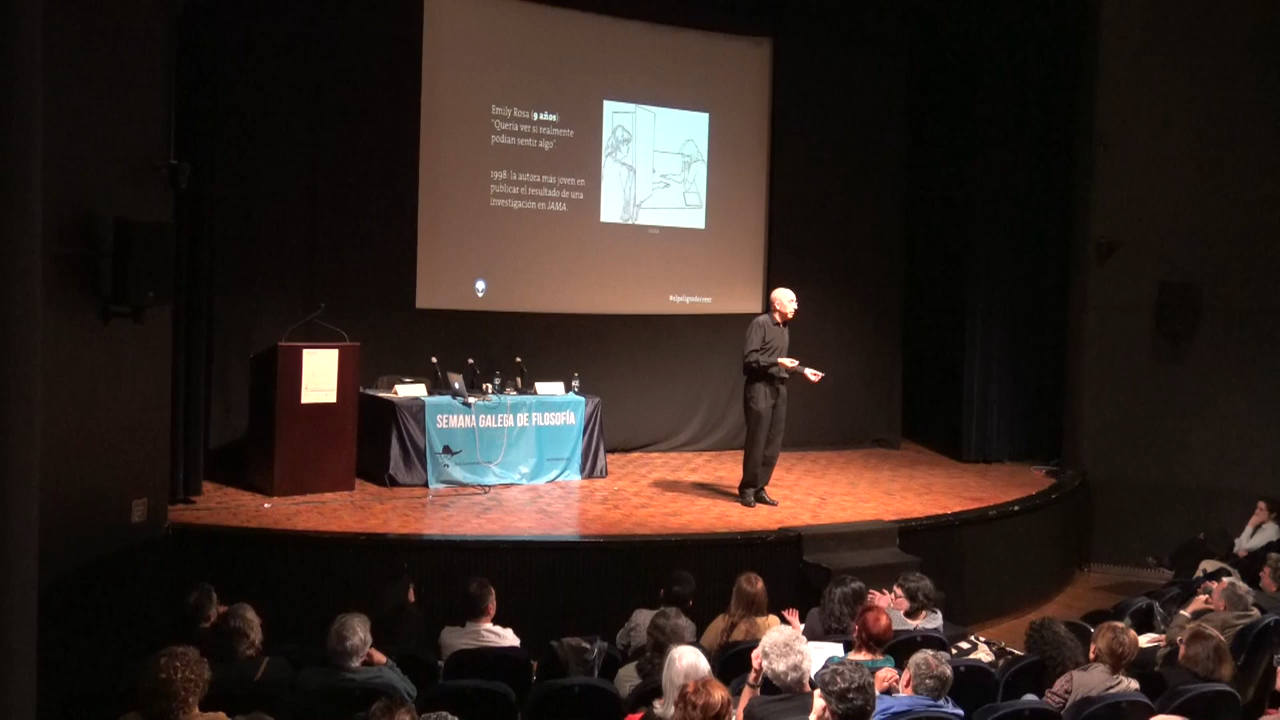 Emily Rosa (9 años):
"Quería ver si realmente
podían sentir algo"
1998: la autora más joven en
publicar el resultado de una
investigación en JAMA.
#elpeligrodecreer
SEMANA GALEGA DE FILOSOFÍA